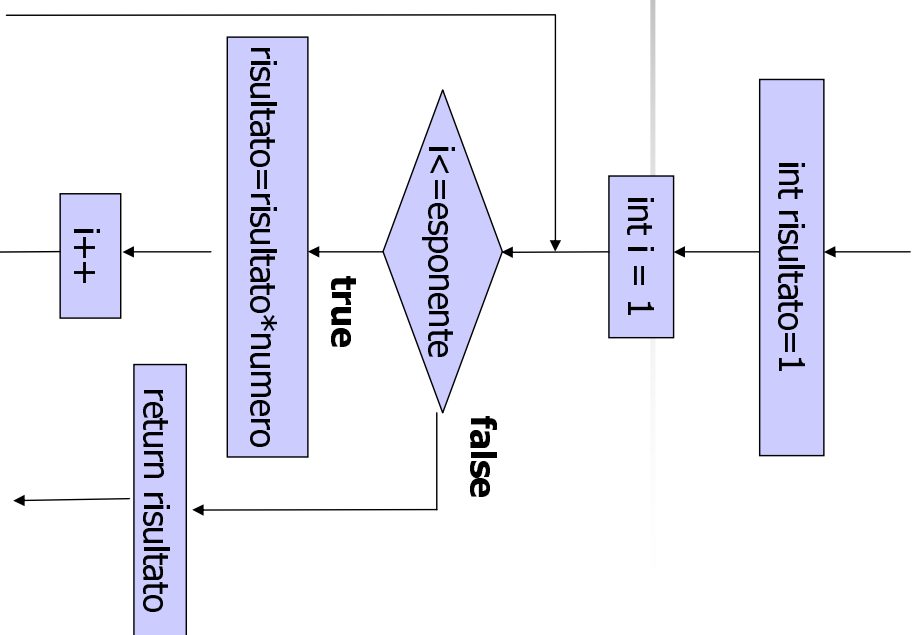 int risultato=1
int i = 1
i<=esponente
false
true
risultato=risultato*numero
i++
return risultato